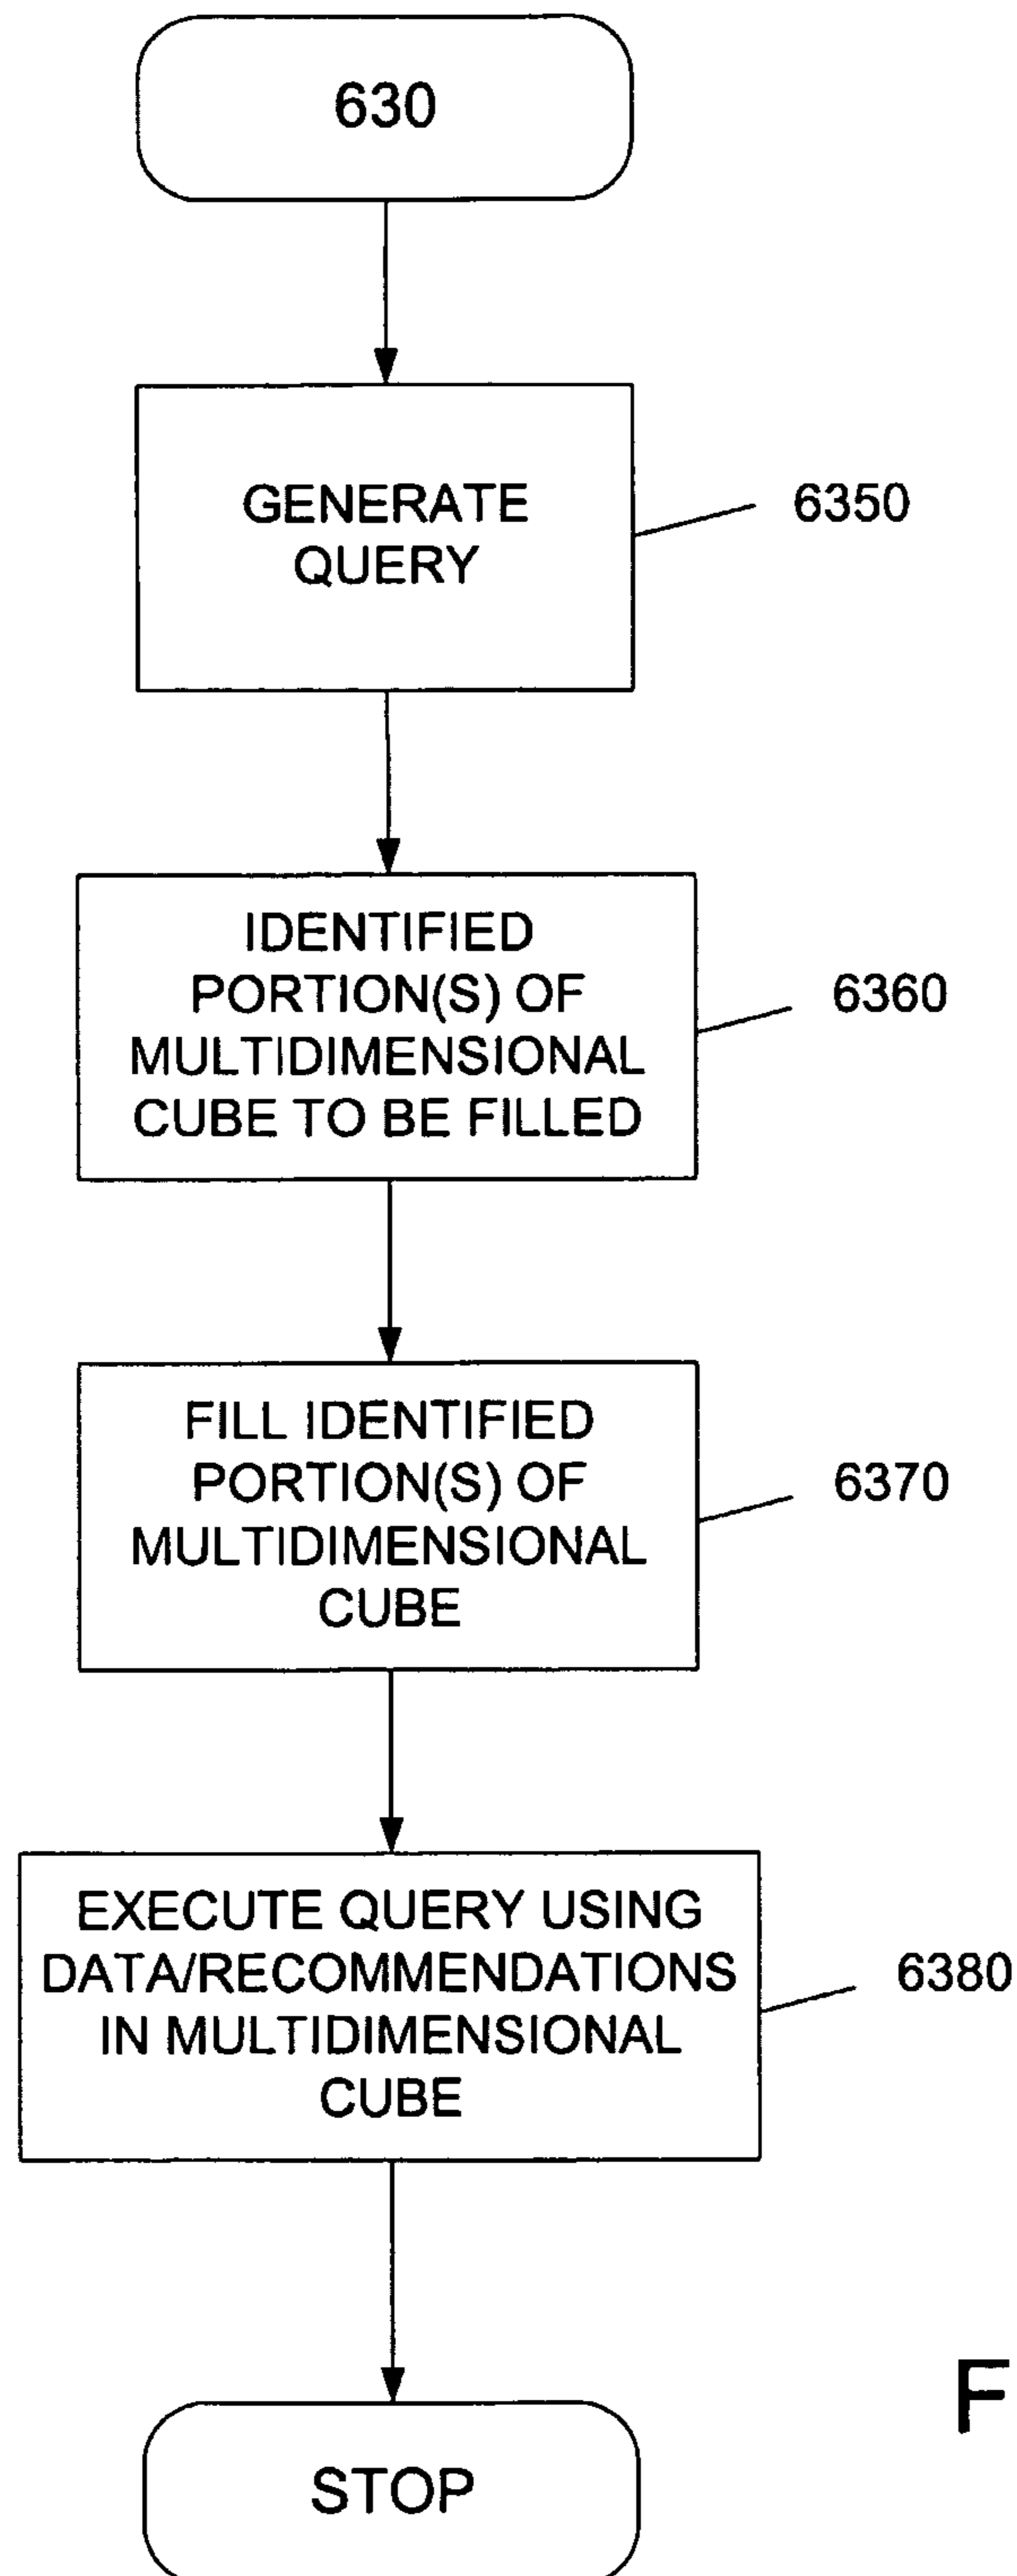 630
GENERATE
QUERY
6350
IDENTIFIED
PORTION(S) OF
MULTIDIMENSIONAL
CUBE TO BE FILLED
6360
FILL IDENTIFIED
PORTION(S) OF
MULTIDIMENSIONAL
CUBE
6370
EXECUTE QUERY USING
DATA/RECOMMENDATIONS
IN MULTIDIMENSIONAL
CUBE
6380
F
STOP